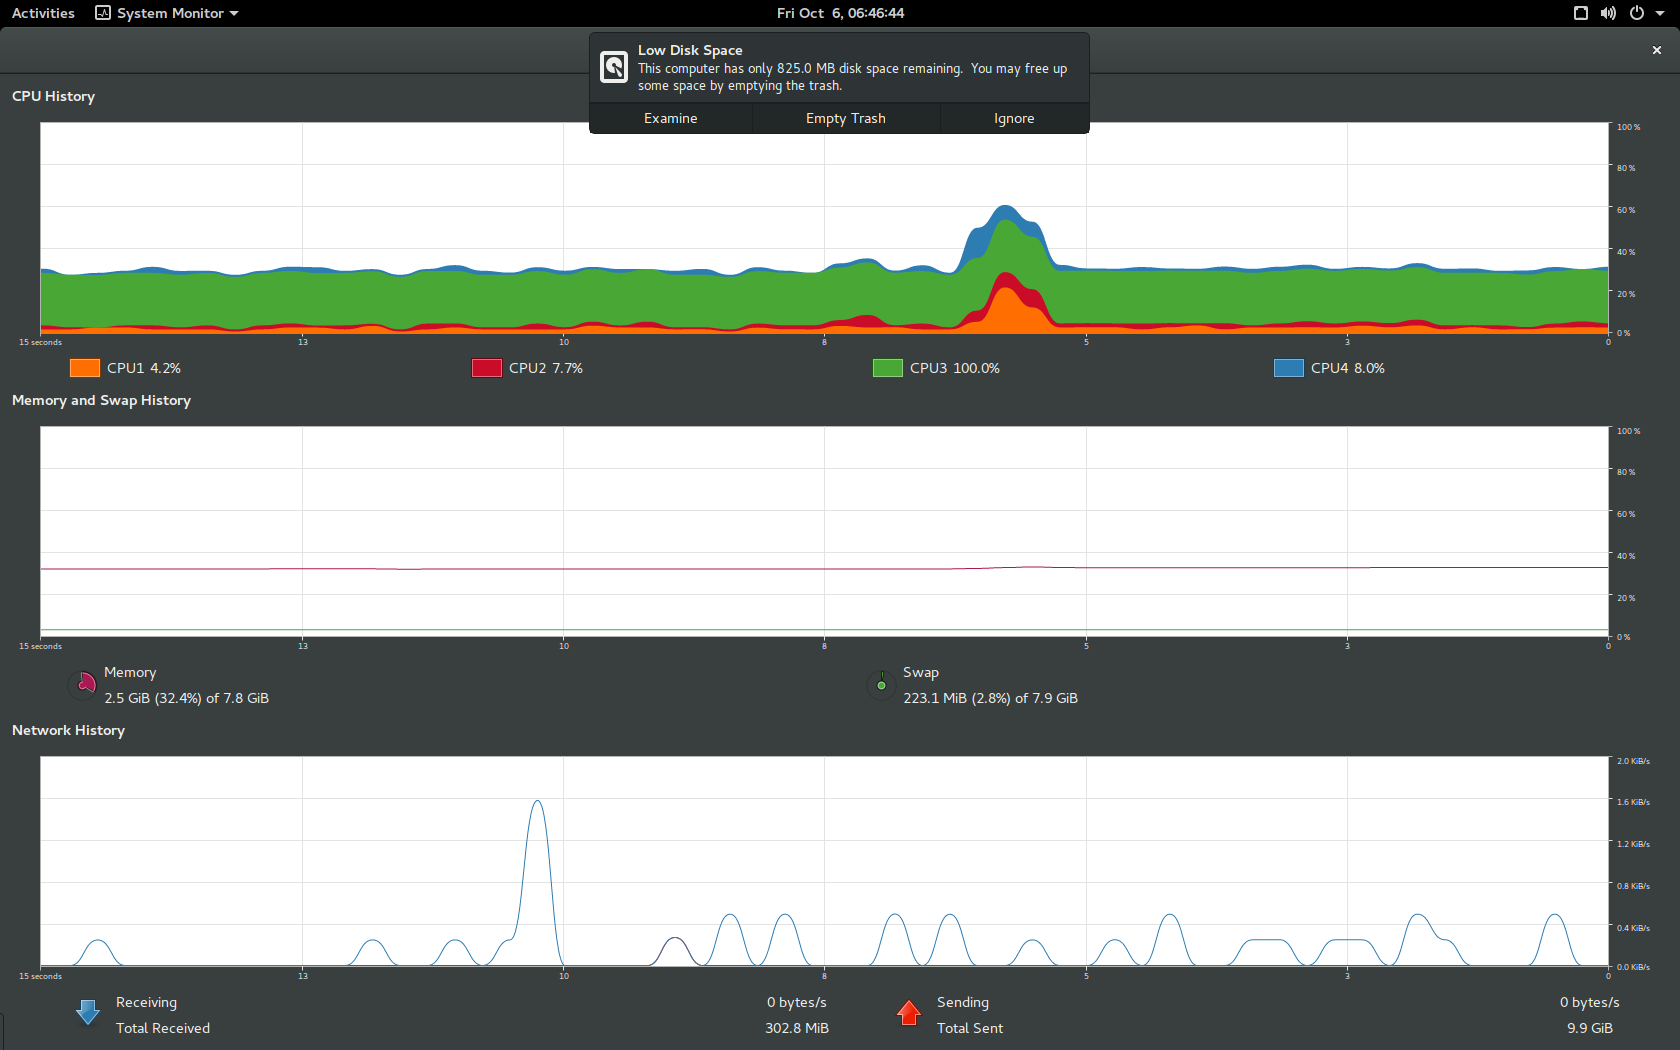 Activities
System Monitor
Fri Oct 6, 06:46:44
Low Disk Space
This computer has only 825.0 MB disk space remaining. You may free up
some space by emptying the trash.
Examine
Empty Trash
Ignore
CPU History
100 %
80 %
60 %
40 %
20 %
0 %
15 seconds
13
10
8
5
3
0
CPU1 4.2%
CPU2 7.7%
CPU3 100.0%
CPU4 8.0%
Memory and Swap History
100 %
80 %
60 %
40 %
20 %
0 %
15 seconds
13
10
8
5
3
0
Memory
2.5 GiB (32.4%) of 7.8 GiB
Swap
223.1 MiB (2.8%) of 7.9 GiB
Network History
2.0 KiB/s
1.6 KiB/s
1.2 KiB/s
0.8 KiB/s
0.4 KiB/s
0.0 KiB/s
15 seconds
13
10
8
5
3
0
Receiving
0 bytes/s
Total Received
302.8 MiB
Sending
0 bytes/s
Total Sent
9.9 GiB